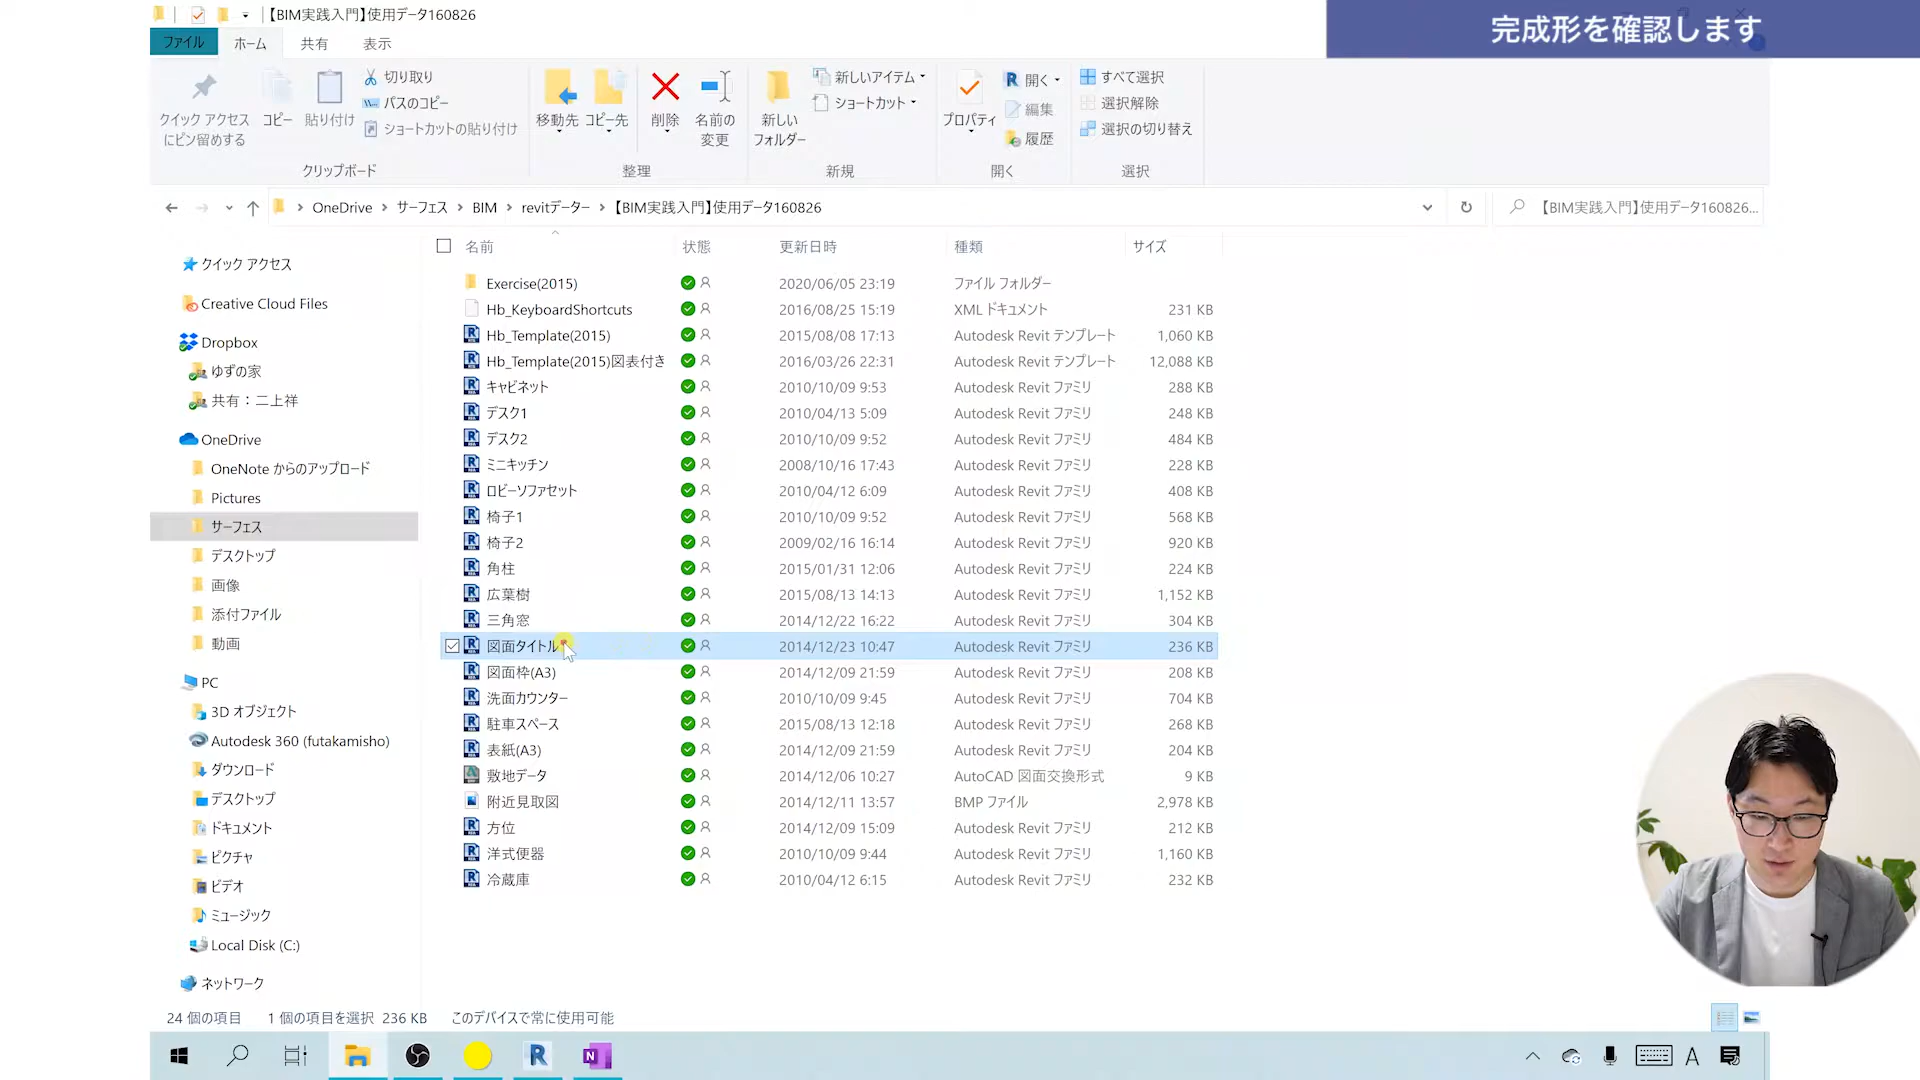 【BIM実践入門】使用データ160826
完成形を確認します
ファイル ホーム 共有 表示
クイック アクセス
にピン留めする
コピー
貼り付け
切り取り
パスのコピー
ショートカットの貼り付け
クリップボード
移動先
コピー先
削除
名前の
変更
整理
新しい
フォルダー
新しいアイテム
ショートカット
新規
プロパティ
開く
編集
履歴
開く
すべて選択
選択解除
選択の切り替え
選択
OneDrive › サーフェス › BIM › revitデーター › 【BIM実践入門】使用データ160826
【BIM実践入門】使用データ160826...
クイック アクセス
Creative Cloud Files
Dropbox
ゆずの家
共有：二上祥
OneDrive
OneNote からのアップロード
Pictures
サーフェス
デスクトップ
画像
添付ファイル
動画
PC
3D オブジェクト
Autodesk 360 (futakamisho)
ダウンロード
デスクトップ
ドキュメント
ピクチャ
ビデオ
ミュージック
Local Disk (C:)
ネットワーク
名前 状態 更新日時 種類 サイズ
Exercise(2015) 2020/06/05 23:19 ファイル フォルダー
Hb_KeyboardShortcuts 2016/08/25 15:19 XML ドキュメント 231 KB
Hb_Template(2015) 2015/08/08 17:13 Autodesk Revit テンプレート 1,060 KB
Hb_Template(2015)図表付き 2016/03/26 22:31 Autodesk Revit テンプレート 12,088 KB
キャビネット 2010/10/09 9:53 Autodesk Revit ファミリ 288 KB
デスク1 2010/04/13 5:09 Autodesk Revit ファミリ 248 KB
デスク2 2010/10/09 9:52 Autodesk Revit ファミリ 484 KB
ミニキッチン 2008/10/16 17:43 Autodesk Revit ファミリ 228 KB
ロビーソファセット 2010/04/12 6:09 Autodesk Revit ファミリ 408 KB
椅子1 2010/10/09 9:52 Autodesk Revit ファミリ 568 KB
椅子2 2009/02/16 16:14 Autodesk Revit ファミリ 920 KB
角柱 2015/01/31 12:06 Autodesk Revit ファミリ 224 KB
広葉樹 2015/08/13 14:13 Autodesk Revit ファミリ 1,152 KB
三角窓 2014/12/22 16:22 Autodesk Revit ファミリ 304 KB
図面タイトル 2014/12/23 10:47 Autodesk Revit ファミリ 236 KB
図面枠(A3) 2014/12/09 21:59 Autodesk Revit ファミリ 208 KB
洗面カウンター 2010/10/09 9:45 Autodesk Revit ファミリ 704 KB
駐車スペース 2015/08/13 12:18 Autodesk Revit ファミリ 268 KB
表紙(A3) 2014/12/09 21:59 Autodesk Revit ファミリ 204 KB
敷地データ 2014/12/06 10:27 AutoCAD 図面交換形式 9 KB
附近見取図 2014/12/11 13:57 BMP ファイル 2,978 KB
方位 2014/12/09 15:09 Autodesk Revit ファミリ 212 KB
洋式便器 2010/10/09 9:44 Autodesk Revit ファミリ 1,160 KB
冷蔵庫 2010/04/12 6:15 Autodesk Revit ファミリ 232 KB
24 個の項目 1 個の項目を選択 236 KB このデバイスで常に使用可能
R N A